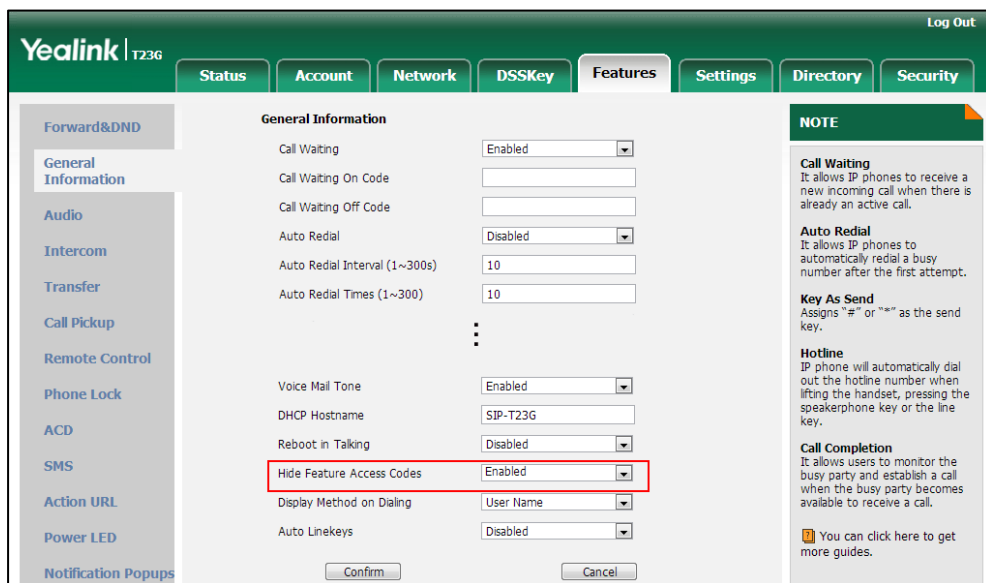 Log Out
Yealink T23G
Status Account Network DSSKey Features Settings Directory Security
Forward&DND
General
Information
Audio
Intercom
Transfer
Call Pickup
Remote Control
Phone Lock
ACD
SMS
Action URL
Power LED
Notification Popups
General Information
Call Waiting Enabled
Call Waiting On Code
Call Waiting Off Code
Auto Redial Disabled
Auto Redial Interval (1~300s) 10
Auto Redial Times (1~300) 10
Voice Mail Tone Enabled
DHCP Hostname SIP-T23G
Reboot in Talking Disabled
Hide Feature Access Codes Enabled
Display Method on Dialing User Name
Auto Linekeys Disabled
Confirm Cancel
NOTE
Call Waiting
It allows IP phones to receive a
new incoming call when there is
already an active call.
Auto Redial
It allows IP phones to
automatically redial a busy
number after the first attempt.
Key As Send
Assigns "#" or "*" as the send
key.
Hotline
IP phone will automatically dial
out the hotline number when
lifting the handset, pressing the
speakerphone key or the line
key.
Call Completion
It allows users to monitor the
busy party and establish a call
when the busy party becomes
available to receive a call.
You can click here to get
more guides.